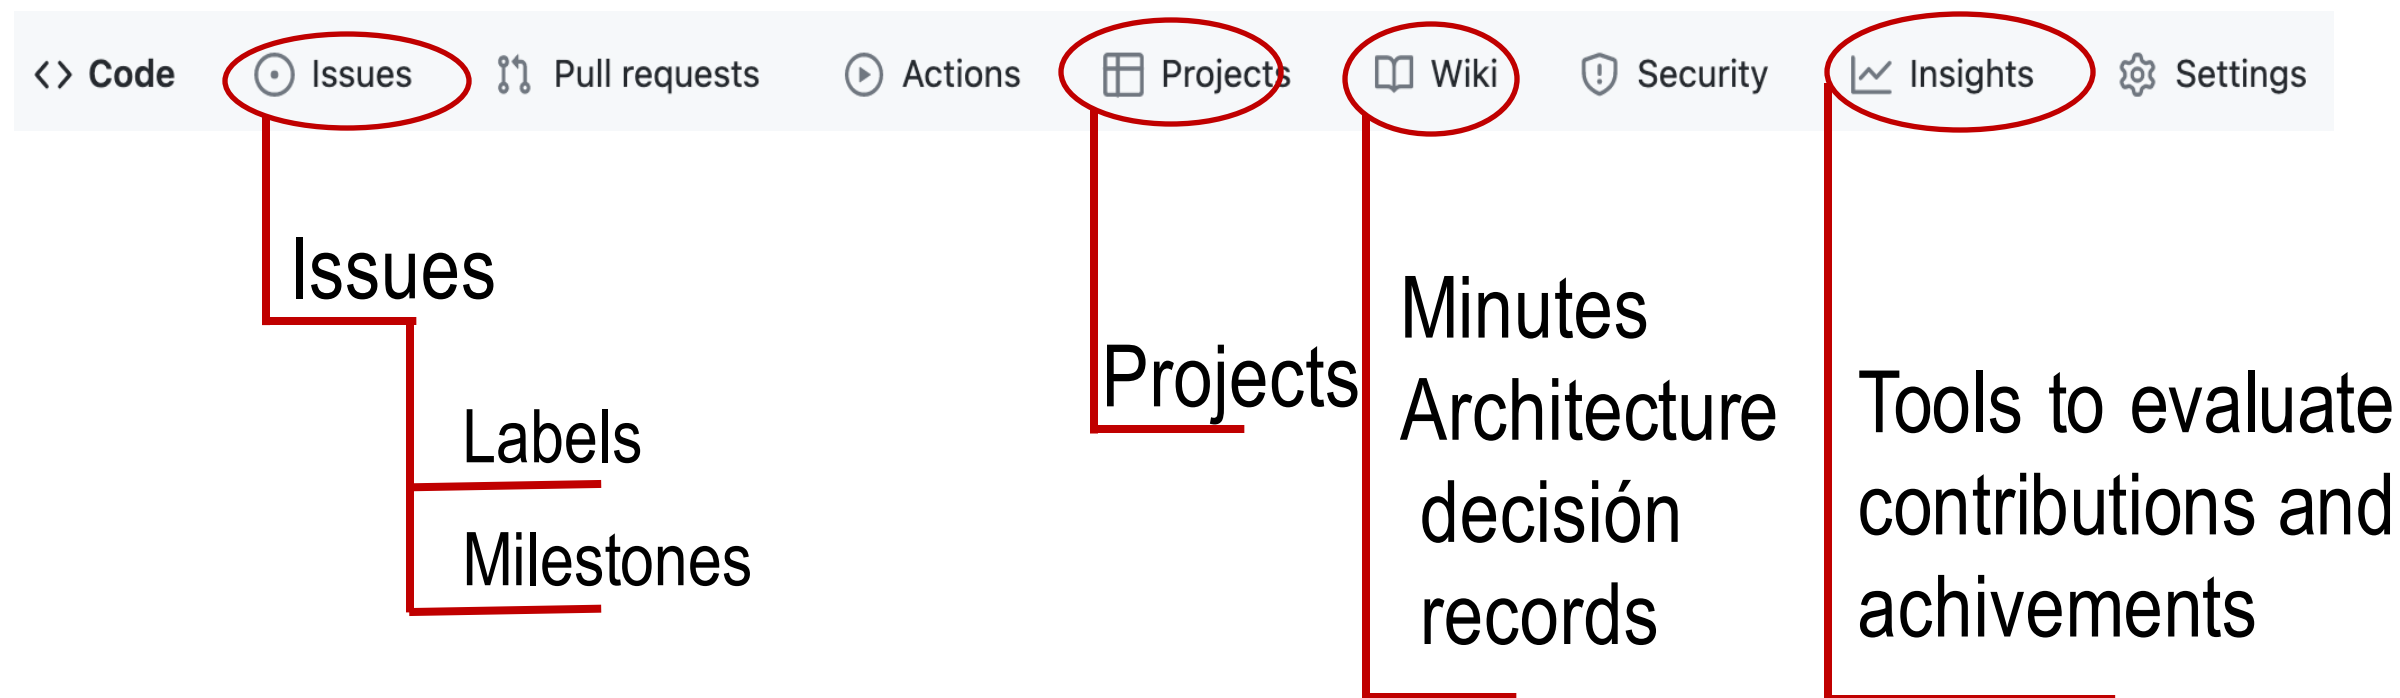 <> Code Issues Pull requests Actions Projects Wiki Security Insights Settings
Issues
Labels
Milestones
Projects
Minutes
Architecture
decisión
records
Tools to evaluate
contributions and
achivements